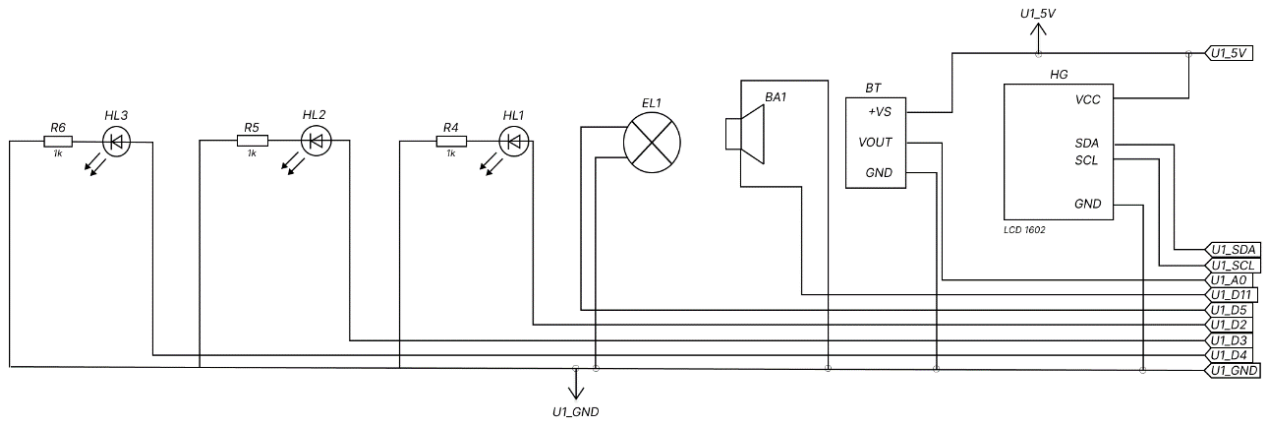 U1_5V
U1_5V
HG
BT
VCC
EL1
BA1
+VS
HL3
HL2
HL1
R6
R5
R4
1k
1k
1k
VOUT
SDA
SCL
GND
GND
LCD 1602
U1_SDA
U1_SCL
U1_A0
U1_D11
U1_D5
U1_D2
U1_D3
U1_D4
U1_GND
U1_GND